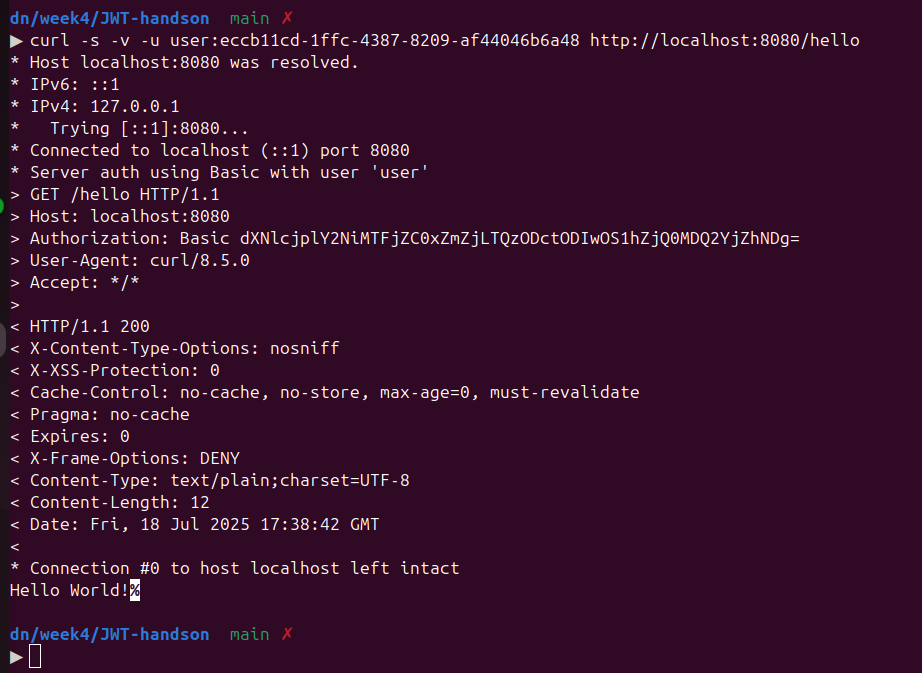 dn/week4/JWT-handson  main ✗
▶ curl -s -v -u user:eccb11cd-1ffc-4387-8209-af44046b6a48 http://localhost:8080/hello
* Host localhost:8080 was resolved.
* IPv6: ::1
* IPv4: 127.0.0.1
*   Trying [::1]:8080...
* Connected to localhost (::1) port 8080
* Server auth using Basic with user 'user'
> GET /hello HTTP/1.1
> Host: localhost:8080
> Authorization: Basic dXNlcjplY2NiMTFjZC0xZmZjLTQzODctODIwOS1hZjQ0MDQ2YjZhNDg=
> User-Agent: curl/8.5.0
> Accept: */*
>
< HTTP/1.1 200
< X-Content-Type-Options: nosniff
< X-XSS-Protection: 0
< Cache-Control: no-cache, no-store, max-age=0, must-revalidate
< Pragma: no-cache
< Expires: 0
< X-Frame-Options: DENY
< Content-Type: text/plain;charset=UTF-8
< Content-Length: 12
< Date: Fri, 18 Jul 2025 17:38:42 GMT
<
* Connection #0 to host localhost left intact
Hello World!%
dn/week4/JWT-handson  main ✗
▶